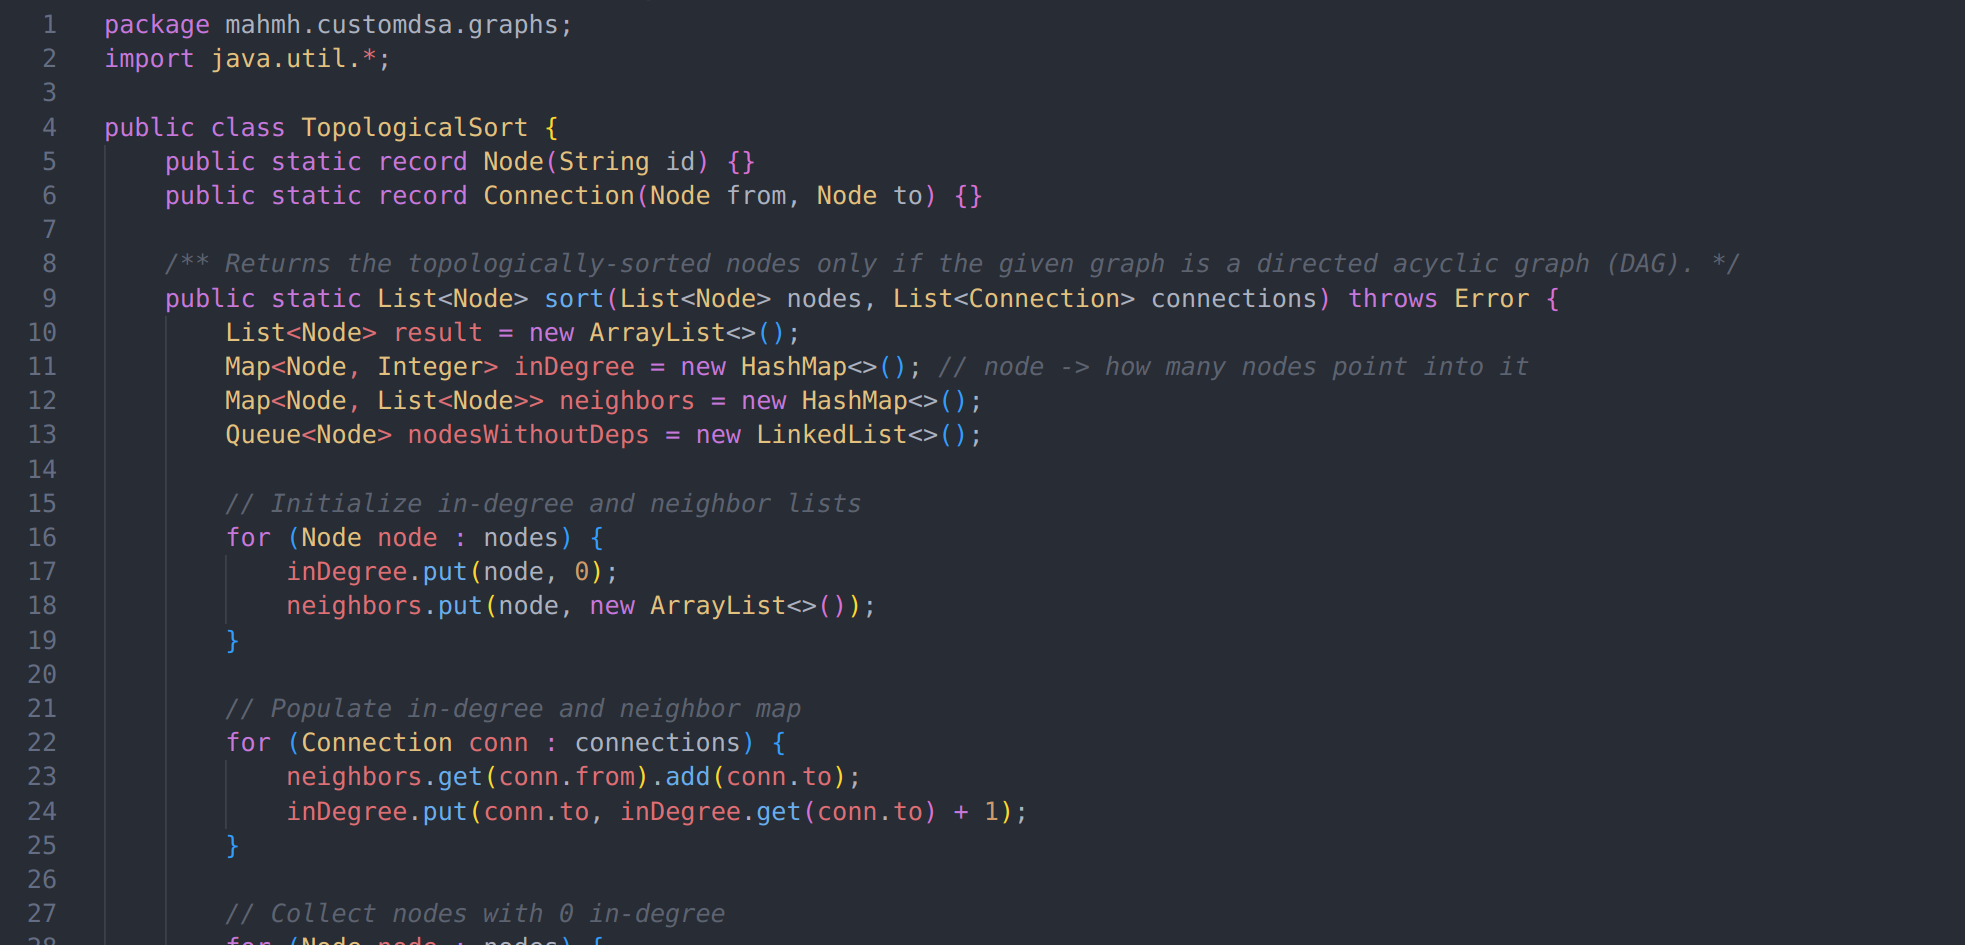 1 package mahmh.customdsa.graphs;
2 import java.util.*;
3
4 public class TopologicalSort {
5     public static record Node(String id) {}
6     public static record Connection(Node from, Node to) {}
7
8     /** Returns the topologically-sorted nodes only if the given graph is a directed acyclic graph (DAG). */
9     public static List<Node> sort(List<Node> nodes, List<Connection> connections) throws Error {
10         List<Node> result = new ArrayList<>();
11         Map<Node, Integer> inDegree = new HashMap<>(); // node -> how many nodes point into it
12         Map<Node, List<Node>> neighbors = new HashMap<>();
13         Queue<Node> nodesWithoutDeps = new LinkedList<>();
14
15         // Initialize in-degree and neighbor lists
16         for (Node node : nodes) {
17             inDegree.put(node, 0);
18             neighbors.put(node, new ArrayList<>());
19         }
20
21         // Populate in-degree and neighbor map
22         for (Connection conn : connections) {
23             neighbors.get(conn.from).add(conn.to);
24             inDegree.put(conn.to, inDegree.get(conn.to) + 1);
25         }
26
27         // Collect nodes with 0 in-degree
28         for (Node node : nodes) {